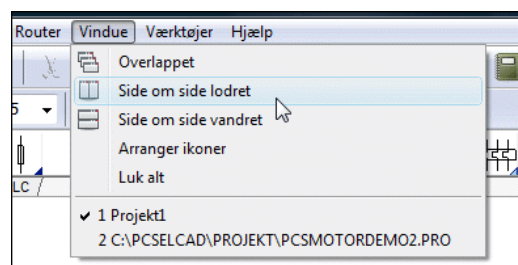 Router Vindue Værktøjer Hjælp
Overlappet
Side om side lodret
5
Side om side vandret
Arranger ikoner
LC
Luk alt
✔ 1 Projekt1
2 C:\PCSELCAD\PROJEKT\PCSMOTORDEMO2.PRO